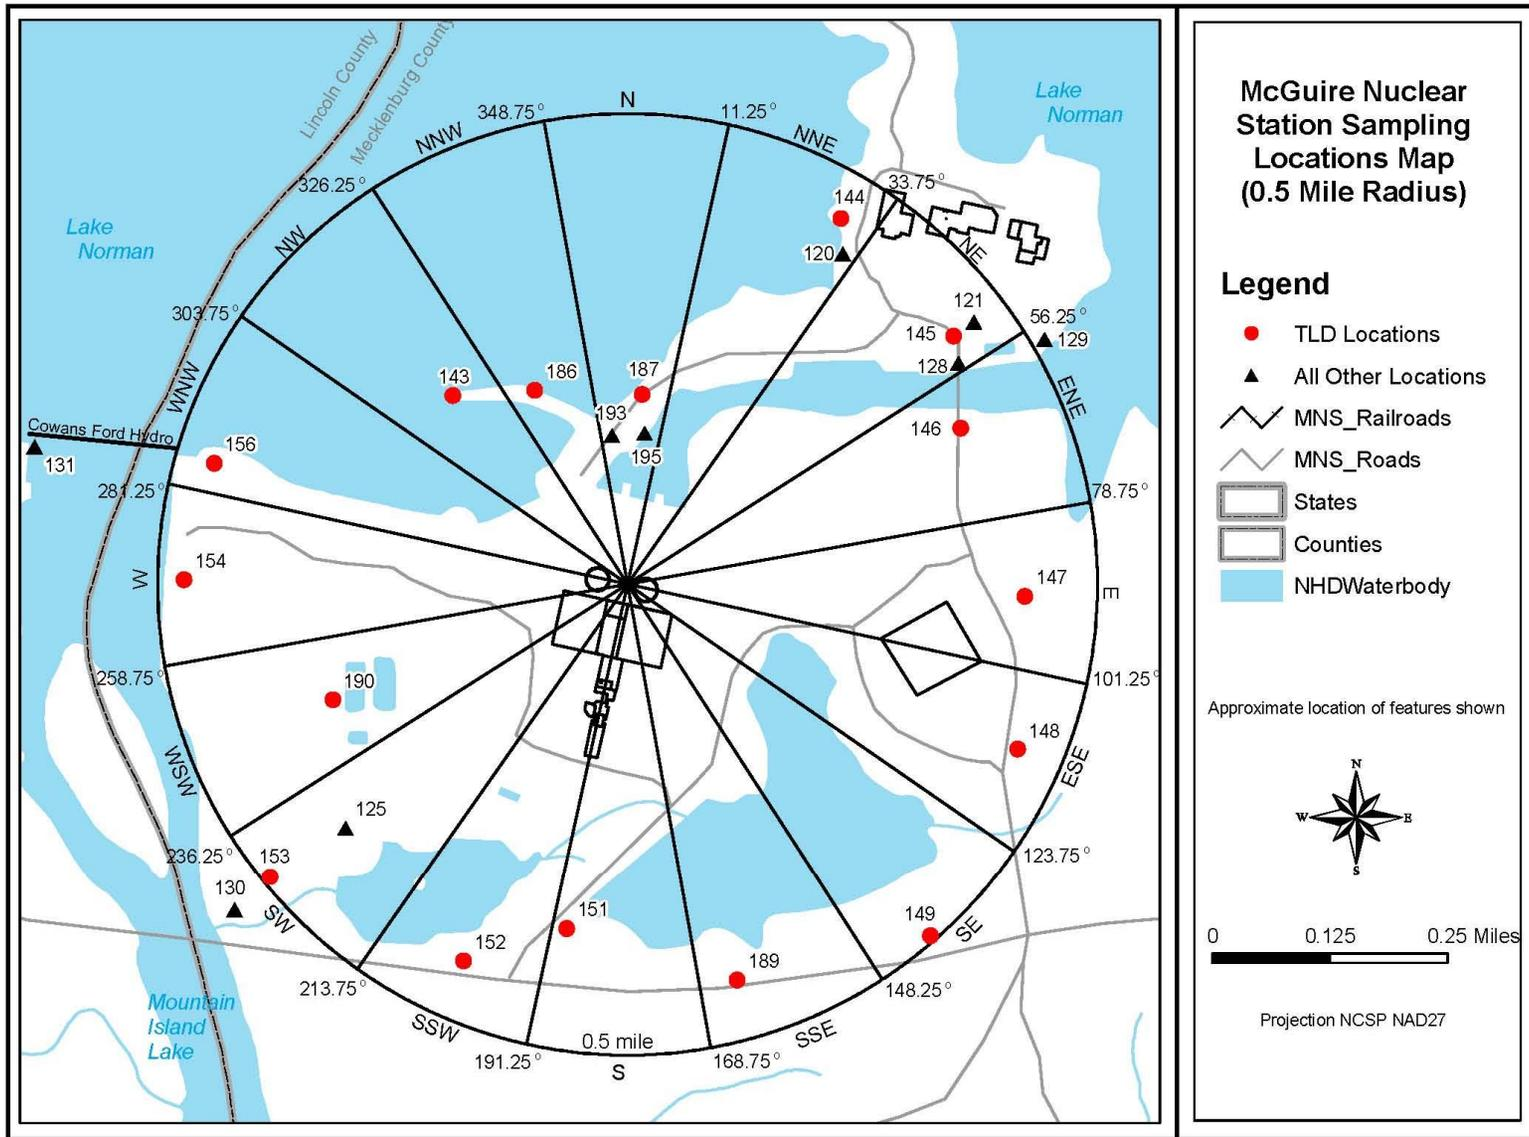 Lincoln County
Mecklenburg County
Lake
Norman
Lake
Norman
N
348.75°
11.25°
NNW
NNE
326.25°
33.75°
144
NW
120
NE
121
303.75°
56.25°
145
129
128
143
186
187
WNW
ENE
193
Cowans Ford Hydro
156
146
195
131
281.25°
78.75°
154
147
W
E
258.75°
190
101.25°
148
WSW
ESE
125
236.25°
153
123.75°
130
SW
151
149
SE
152
189
213.75°
148.25°
Mountain
Island
Lake
SSW
0.5 mile
SSE
191.25°
168.75°
S
McGuire Nuclear
Station Sampling
Locations Map
(0.5 Mile Radius)
Legend
TLD Locations
All Other Locations
MNS_Railroads
MNS_Roads
States
Counties
NHDWaterbody
Approximate location of features shown
N
W E
S
0 0.125 0.25 Miles
Projection NCSP NAD27